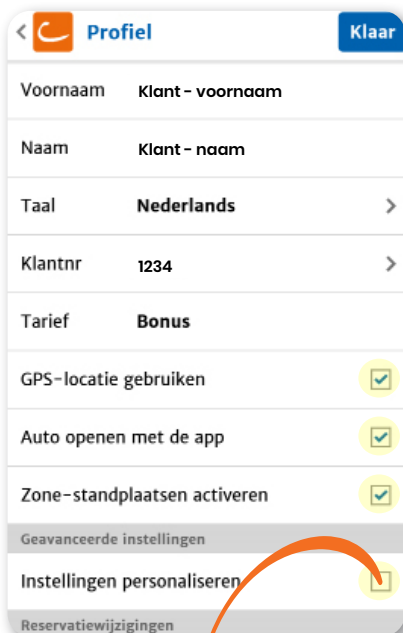 Profiel Klaar
Voornaam Klant - voornaam
Naam Klant - naam
Taal Nederlands
Klantnr 1234
Tarief Bonus
GPS-locatie gebruiken
Auto openen met de app
Zone-standplaatsen activeren
Geavanceerde instellingen
Instellingen personaliseren
Reservatiewijzigingen